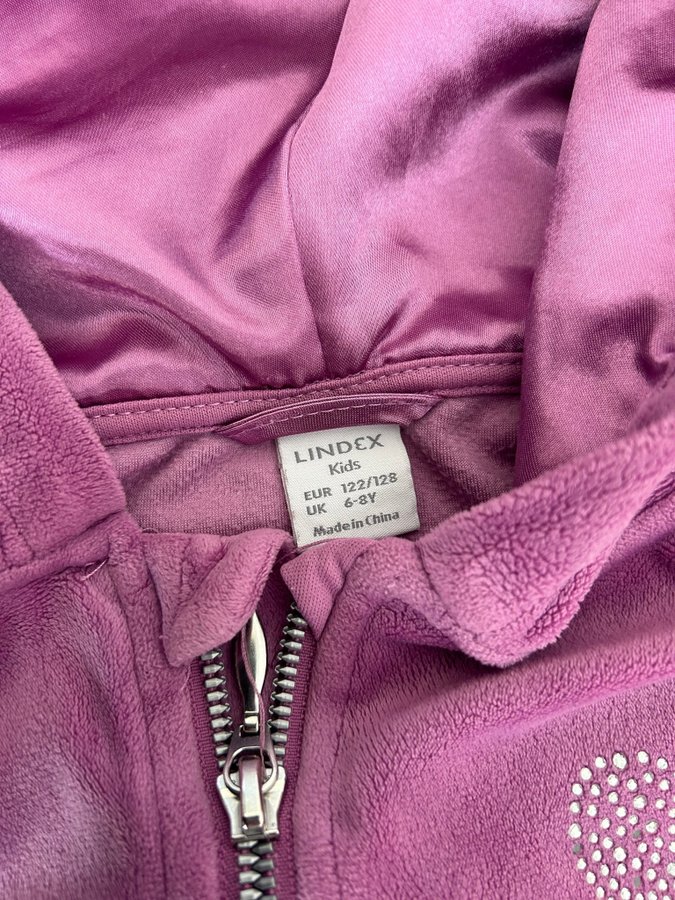 LINDEX
Kids
EUR 122/128
UK 6-8Y
Made in China